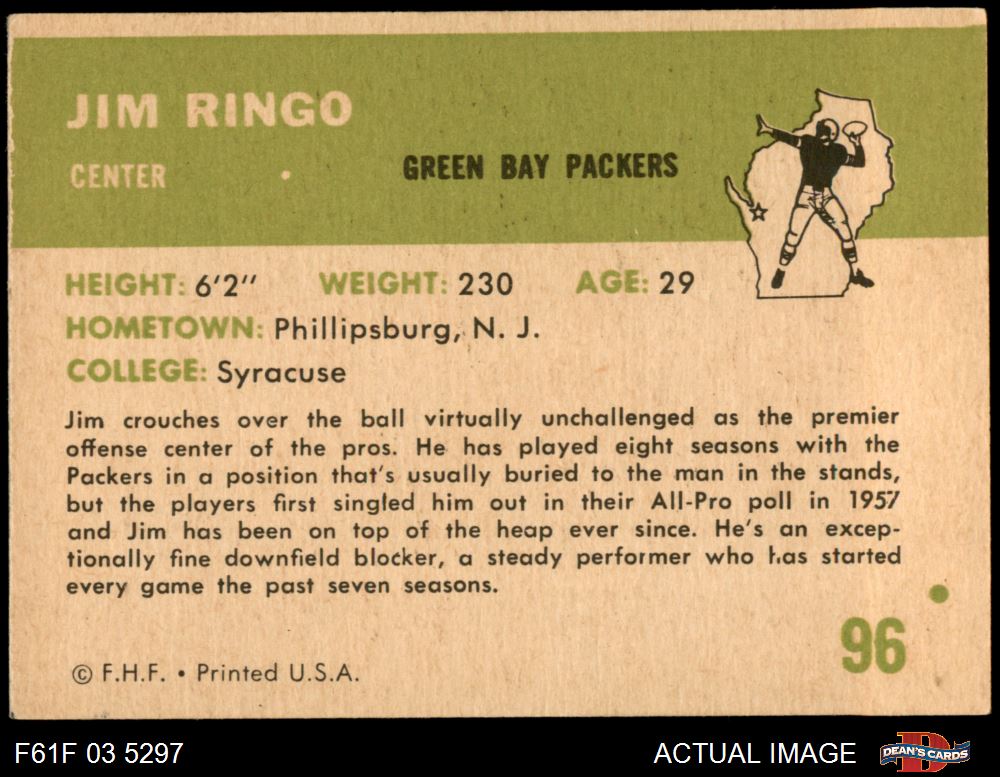 JIM RINGO
CENTER
GREEN BAY PACKERS
HEIGHT: 6'2" WEIGHT: 230 AGE: 29
HOMETOWN: Phillipsburg, N. J.
COLLEGE: Syracuse
Jim crouches over the ball virtually unchallenged as the premier
offense center of the pros. He has played eight seasons with the
Packers in a position that's usually buried to the man in the stands,
but the players first singled him out in their All-Pro poll in 1957
and Jim has been on top of the heap ever since. He's an excep-
tionally fine downfield blocker, a steady performer who has started
every game the past seven seasons.
96
© F.H.F. • Printed U.S.A.
F61F 03 5297
ACTUAL IMAGE
D
DEAN'S CARDS